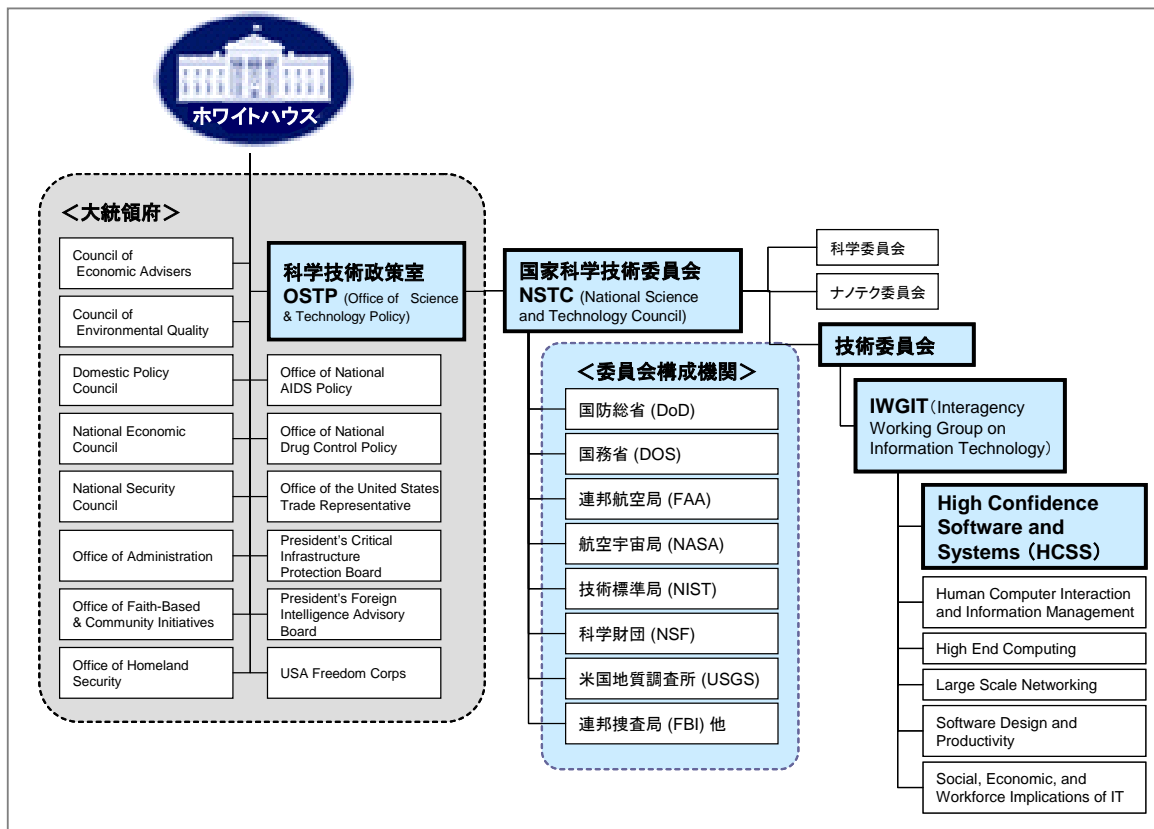 ホワイトハウス
＜大統領府＞
Council of
Economic Advisers
Council of
Environmental Quality
Domestic Policy
Council
National Economic
Council
National Security
Council
Office of Administration
Office of Faith-Based
& Community Initiatives
Office of Homeland
Security
科学技術政策室
OSTP (Office of Science
& Technology Policy)
Office of National
AIDS Policy
Office of National
Drug Control Policy
Office of the United States
Trade Representative
President's Critical
Infrastructure
Protection Board
President's Foreign
Intelligence Advisory
Board
USA Freedom Corps
国家科学技術委員会
NSTC (National Science
and Technology Council)
＜委員会構成機関＞
国防総省 (DoD)
国務省 (DOS)
連邦航空局 (FAA)
航空宇宙局 (NASA)
技術標準局 (NIST)
科学財団 (NSF)
米国地質調査所 (USGS)
連邦捜査局 (FBI) 他
科学委員会
ナノテク委員会
技術委員会
IWGIT（Interagency
Working Group on
Information Technology）
High Confidence
Software and
Systems （HCSS）
Human Computer Interaction
and Information Management
High End Computing
Large Scale Networking
Software Design and
Productivity
Social, Economic, and
Workforce Implications of IT